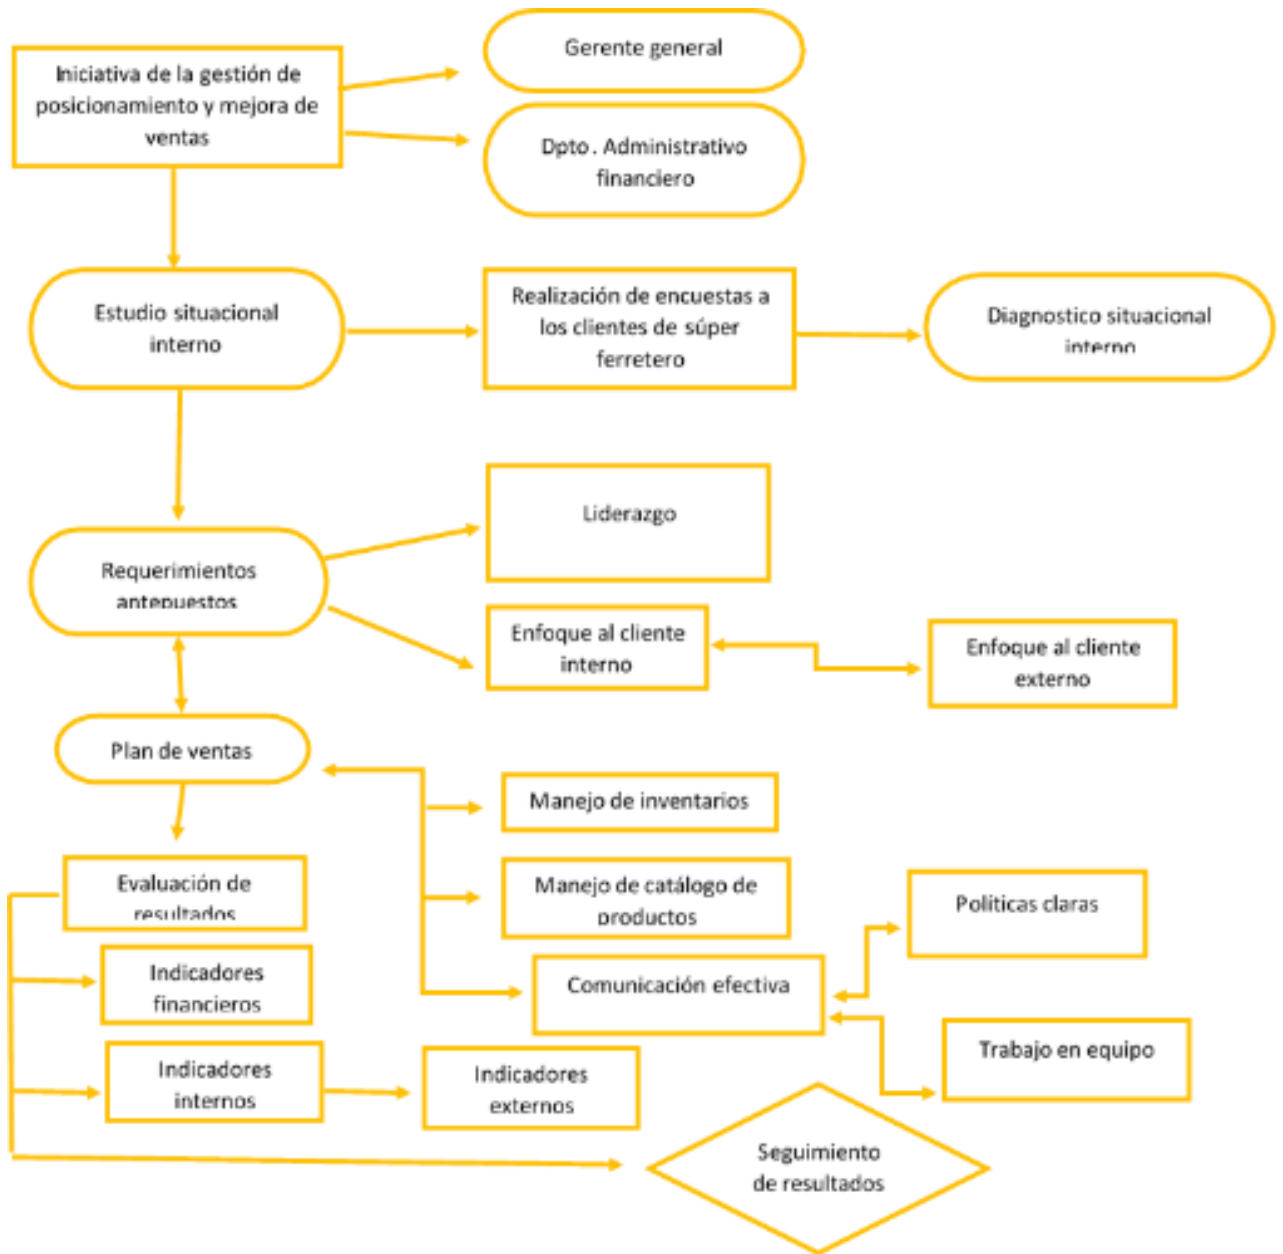 Iniciativa de la gestión de
posicionamiento y mejora de
ventas
Gerente general
Dpto . Administrativo
financiero
Estudio situacional
interno
Realización de encuestas a
los clientes de súper
ferretero
Diagnostico situacional
interno
Requerimientos
antepuestos
Liderazgo
Enfoque al cliente
interno
Enfoque al cliente
externo
Plan de ventas
Manejo de inventarios
Manejo de catálogo de
productos
Comunicación efectiva
Políticas claras
Trabajo en equipo
Evaluación de
resultados
Indicadores
financieros
Indicadores
internos
Indicadores
externos
Seguimiento
de resultados